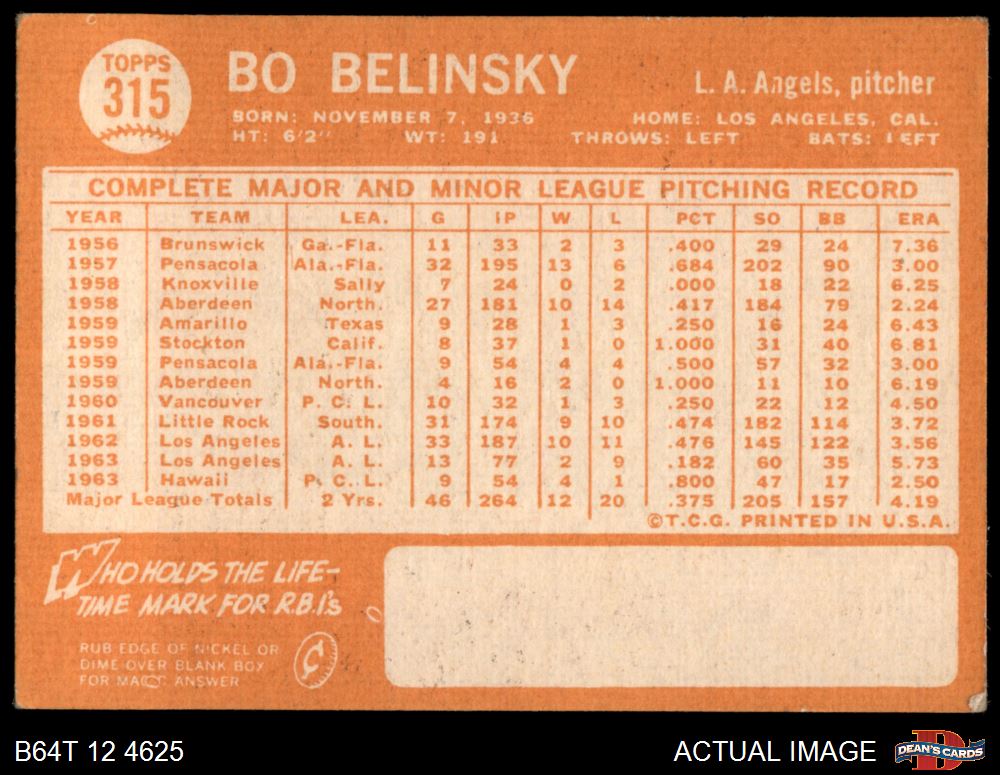 TOPPS
315
BO BELINSKY
L. A. Angels, pitcher
BORN: NOVEMBER 7, 1936 HOME: LOS ANGELES, CAL.
HT: 6'2" WT: 191 THROWS: LEFT BATS: LEFT
COMPLETE MAJOR AND MINOR LEAGUE PITCHING RECORD
YEAR TEAM LEA. G IP W L PCT SO BB ERA
1956 Brunswick Ga.-Fla. 11 33 2 3 .400 29 24 7.36
1957 Pensacola Ala.-Fla. 32 195 13 6 .684 202 90 3.00
1958 Knoxville Sally 7 24 0 2 .000 18 22 6.25
1958 Aberdeen North. 27 181 10 14 .417 184 79 2.24
1959 Amarillo Texas 9 28 1 3 .250 16 24 6.43
1959 Stockton Calif. 8 37 1 0 1.000 31 40 6.81
1959 Pensacola Ala.-Fla. 9 54 4 4 .500 57 32 3.00
1959 Aberdeen North. 4 16 2 0 1.000 11 10 6.19
1960 Vancouver P. C. L. 10 32 1 3 .250 22 12 4.50
1961 Little Rock South. 31 174 9 10 .474 182 114 3.72
1962 Los Angeles A. L. 33 187 10 11 .476 145 122 3.56
1963 Los Angeles A. L. 13 77 2 9 .182 60 35 5.73
1963 Hawaii P. C. L. 9 54 4 1 .800 47 17 2.50
Major League Totals 2 Yrs. 46 264 12 20 .375 205 157 4.19
©T.C.G. PRINTED IN U.S.A.
WHO HOLDS THE LIFE-
TIME MARK FOR R.B.I's
RUB EDGE OF NICKEL OR
DIME OVER BLANK BOX
FOR MAGIC ANSWER
B64T 12 4625
ACTUAL IMAGE
DEAN'S CARDS